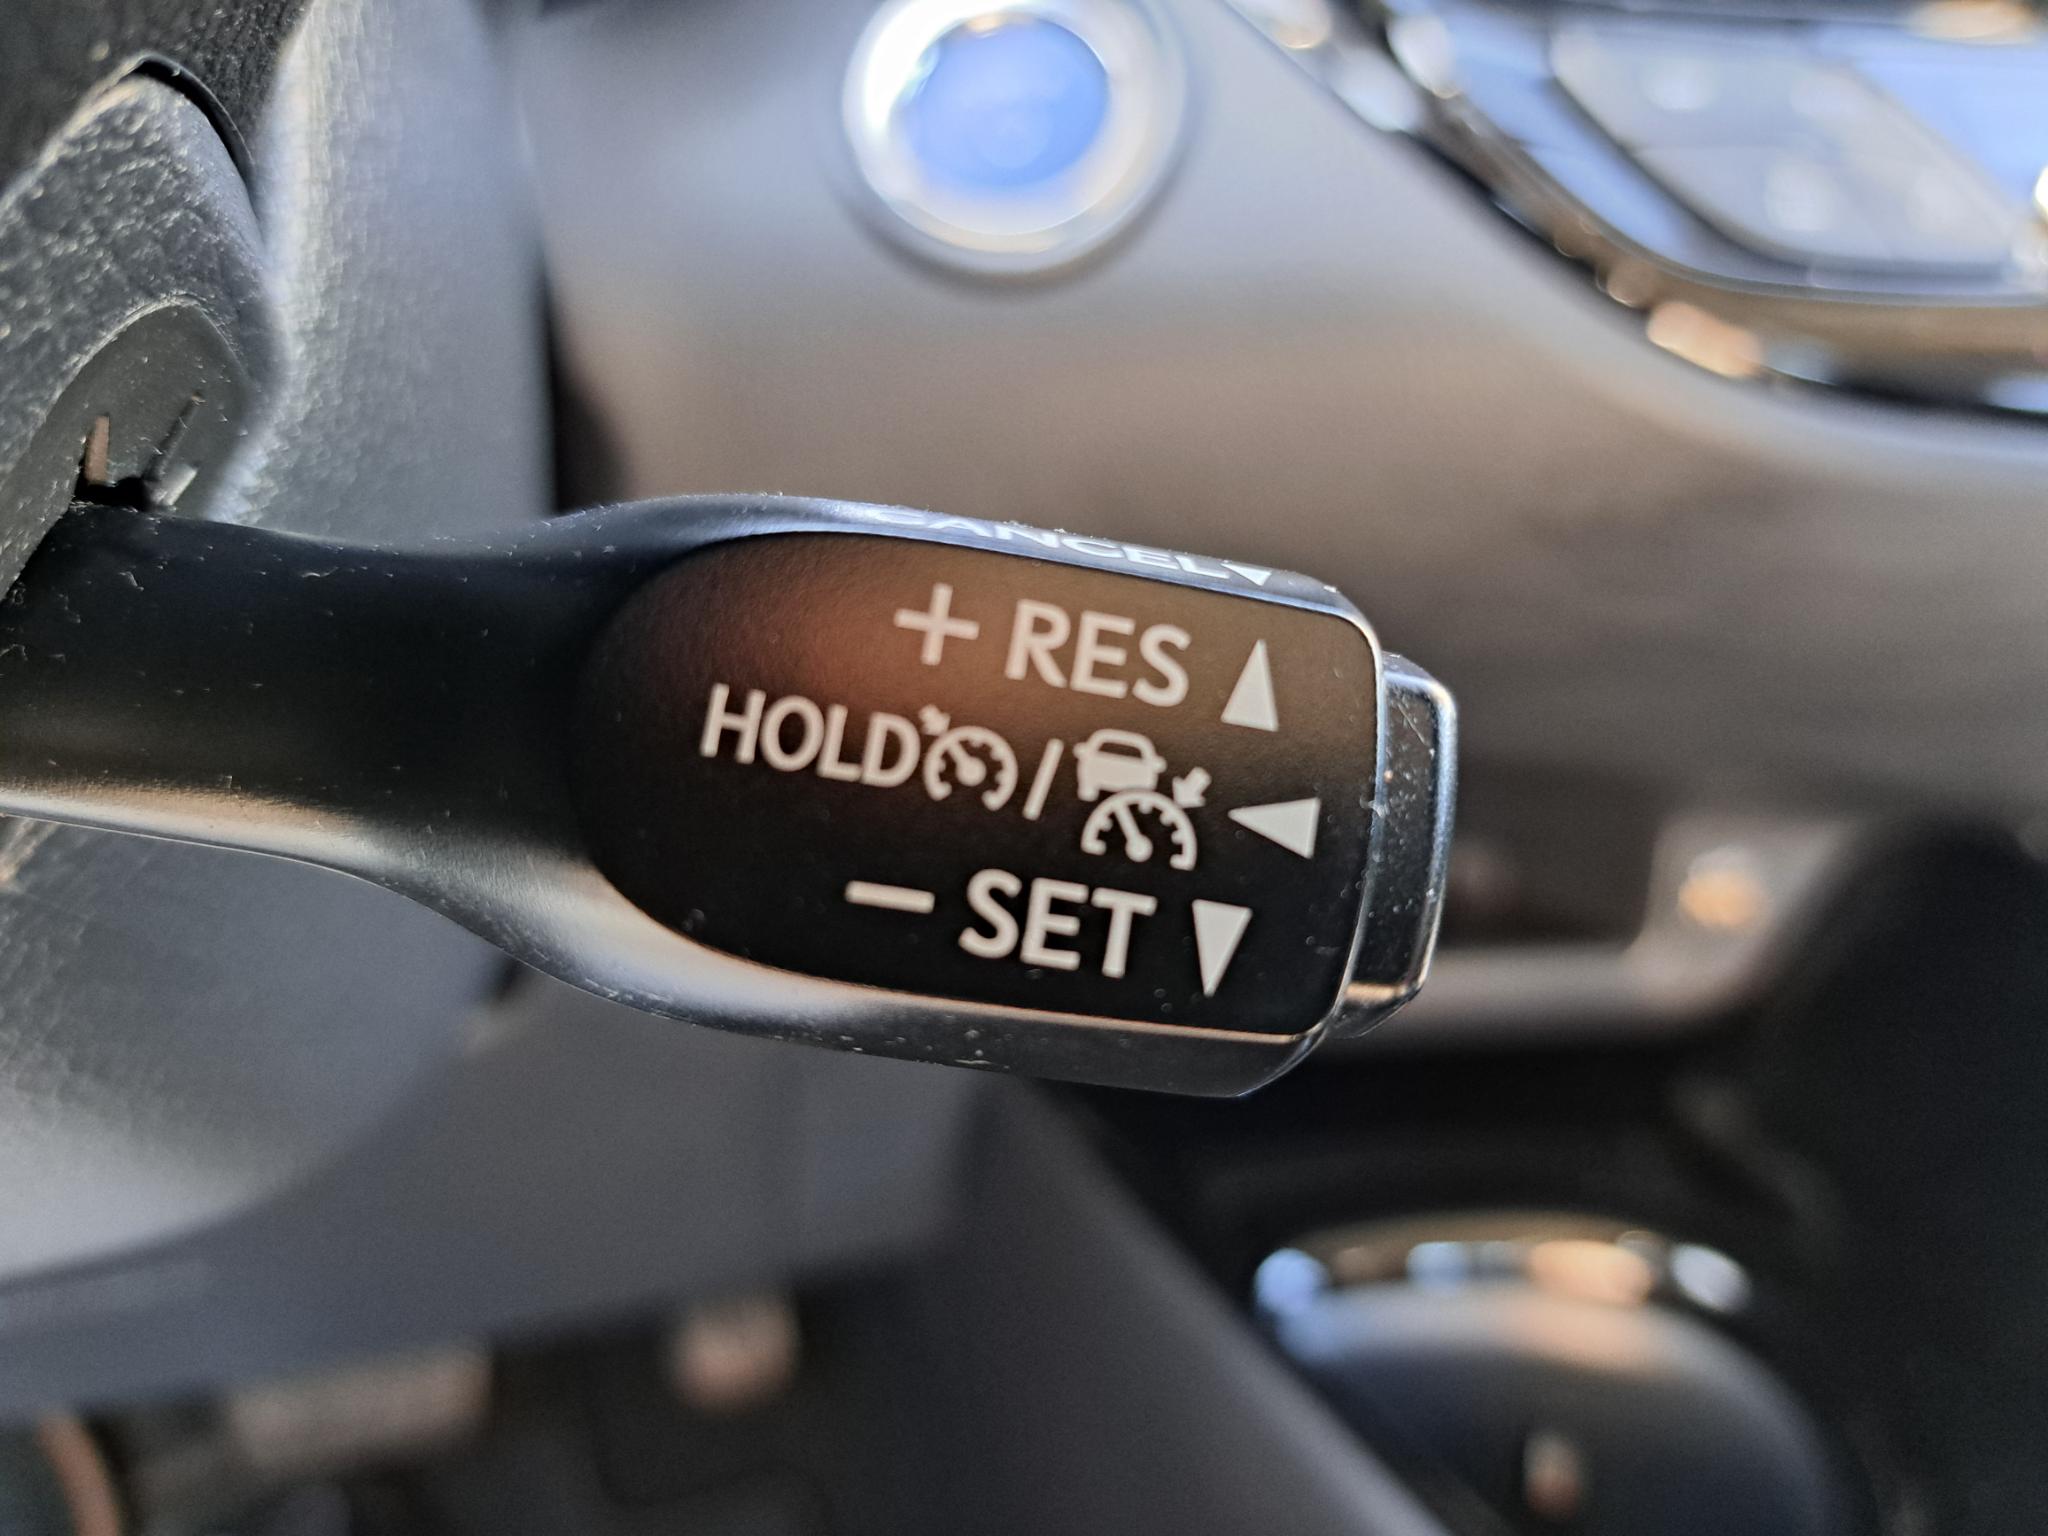 CANCEL
+ RES
HOLD /
− SET